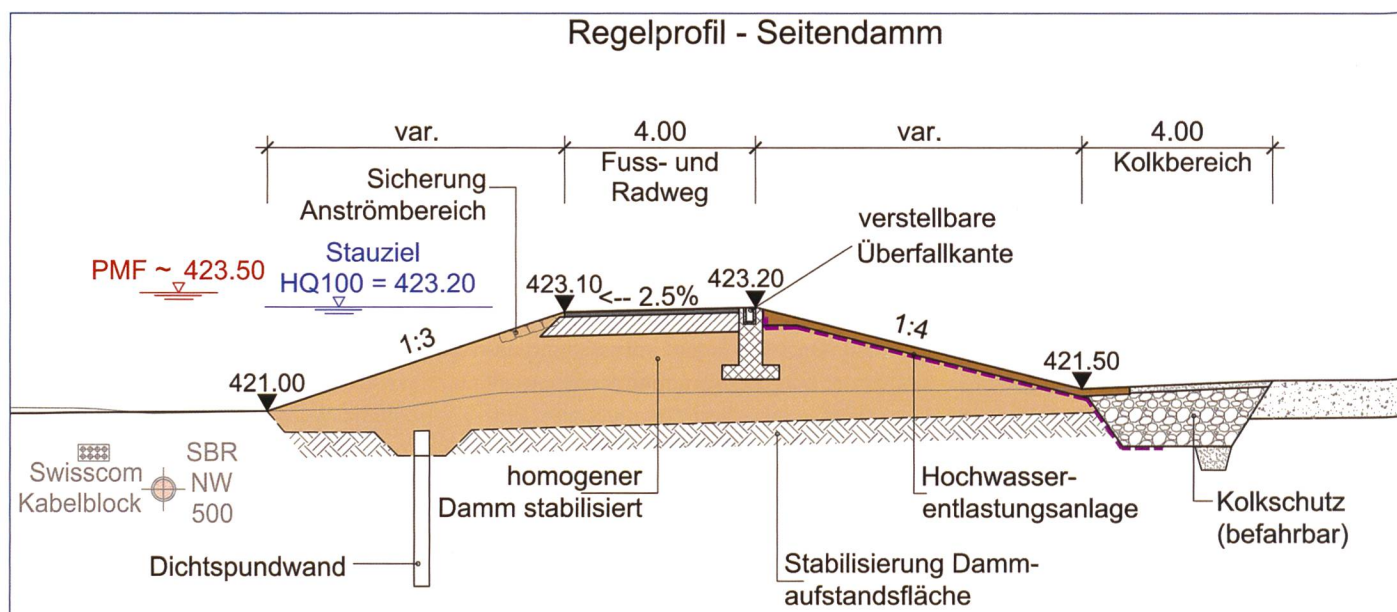 Regelprofil - Seitendamm
var.
4.00
var.
4.00
Fuss- und
Radweg
Kolkbereich
Sicherung
Anströmbereich
verstellbare
Überfallkante
PMF ~ 423.50
Stauziel
HQ100 = 423.20
423.10
423.20
<-- 2.5%
1:3
1:4
421.00
421.50
Swisscom
Kabelblock
SBR
NW
500
homogener
Damm stabilisiert
Hochwasser-
entlastungsanlage
Kolkschutz
(befahrbar)
Dichtspundwand
Stabilisierung Damm-
aufstandsfläche